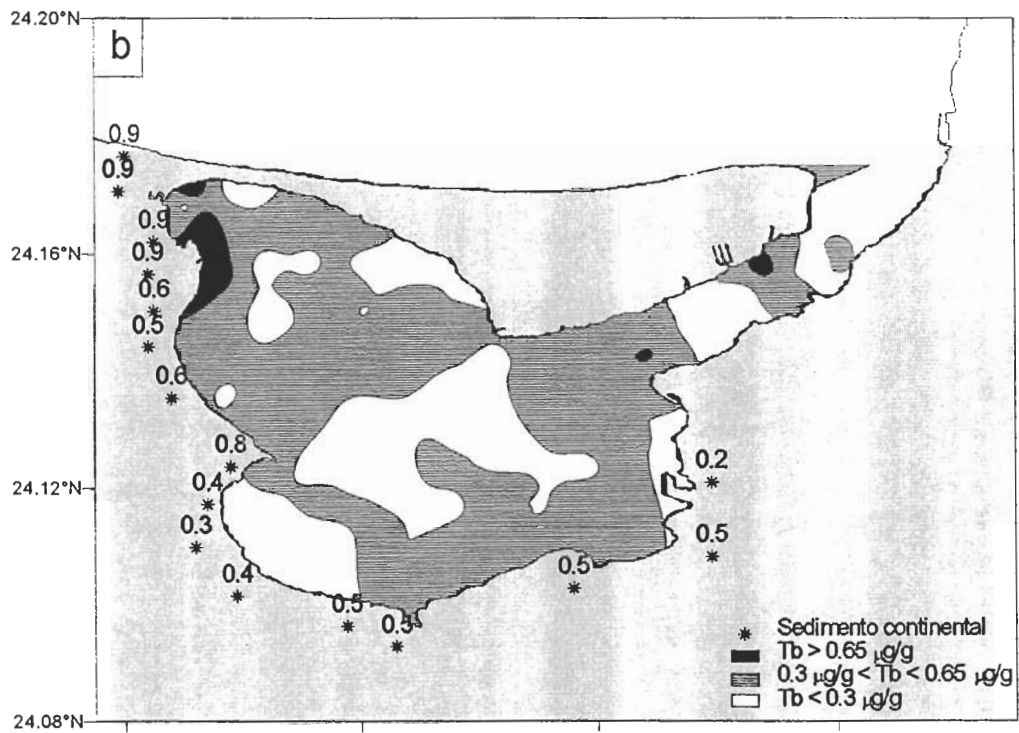 24.20°N
b
0.9
0.9
0.9
24.16°N
0.9
0.6
0.5
0.6
0.8
0.2
24.12°N
0.4
0.3
0.5
0.5
0.4
0.5
0.5
Sedimento continental
Tb > 0.65 µg/g
0.3 µg/g < Tb < 0.65 µg/g
Tb < 0.3 µg/g
24.08°N